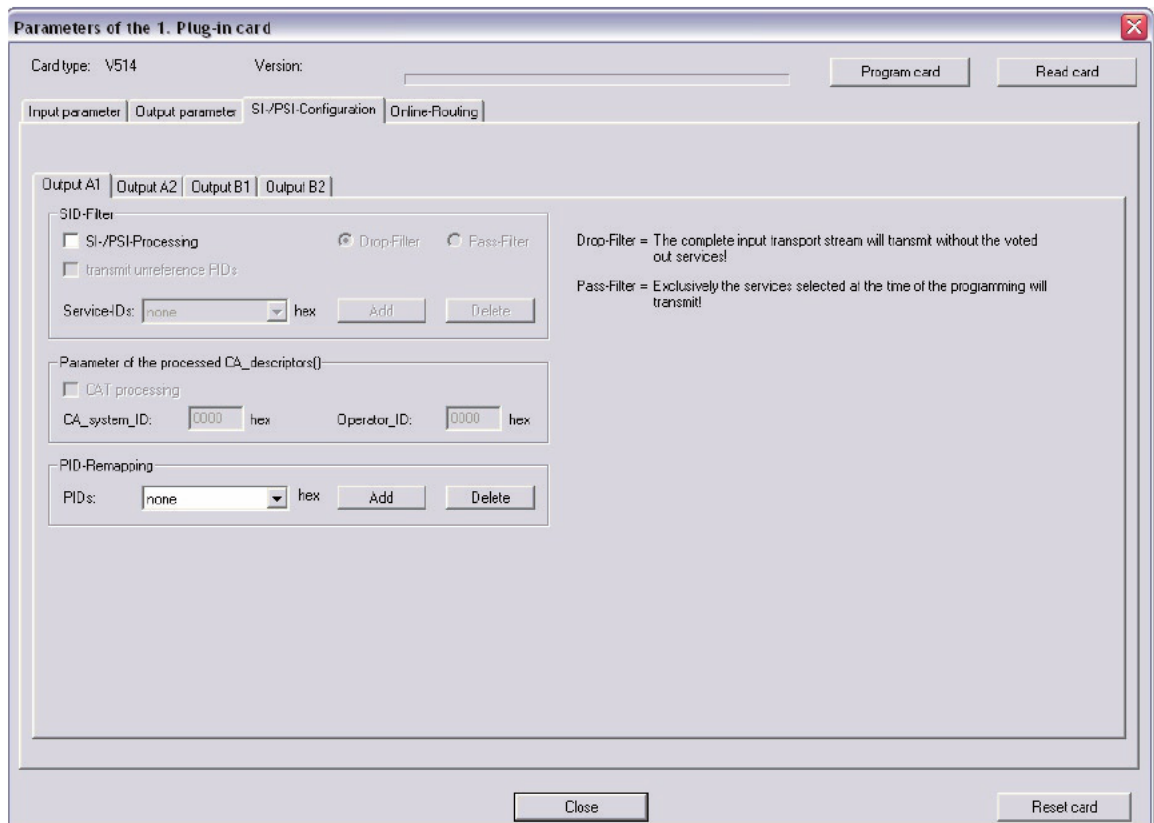 Parameters of the 1. Plug-in card
Card type: V514 Version: Program card Read card
Input parameter Output parameter SI-/PSI-Configuration Online-Routing
Output A1 Output A2 Output B1 Output B2
SID-Filter
SI-/PSI-Processing Drop-Filter Pass-Filter
transmit unreference PIDs
Service-IDs: none hex Add Delete
Drop-Filter = The complete input transport stream will transmit without the voted
out services!
Pass-Filter = Exclusively the services selected at the time of the programming will
transmit!
Parameter of the processed CA_descriptors()
CAT processing
CA_system_ID: 0000 hex Operator_ID: 0000 hex
PID-Remapping
PIDs: none hex Add Delete
Close Reset card